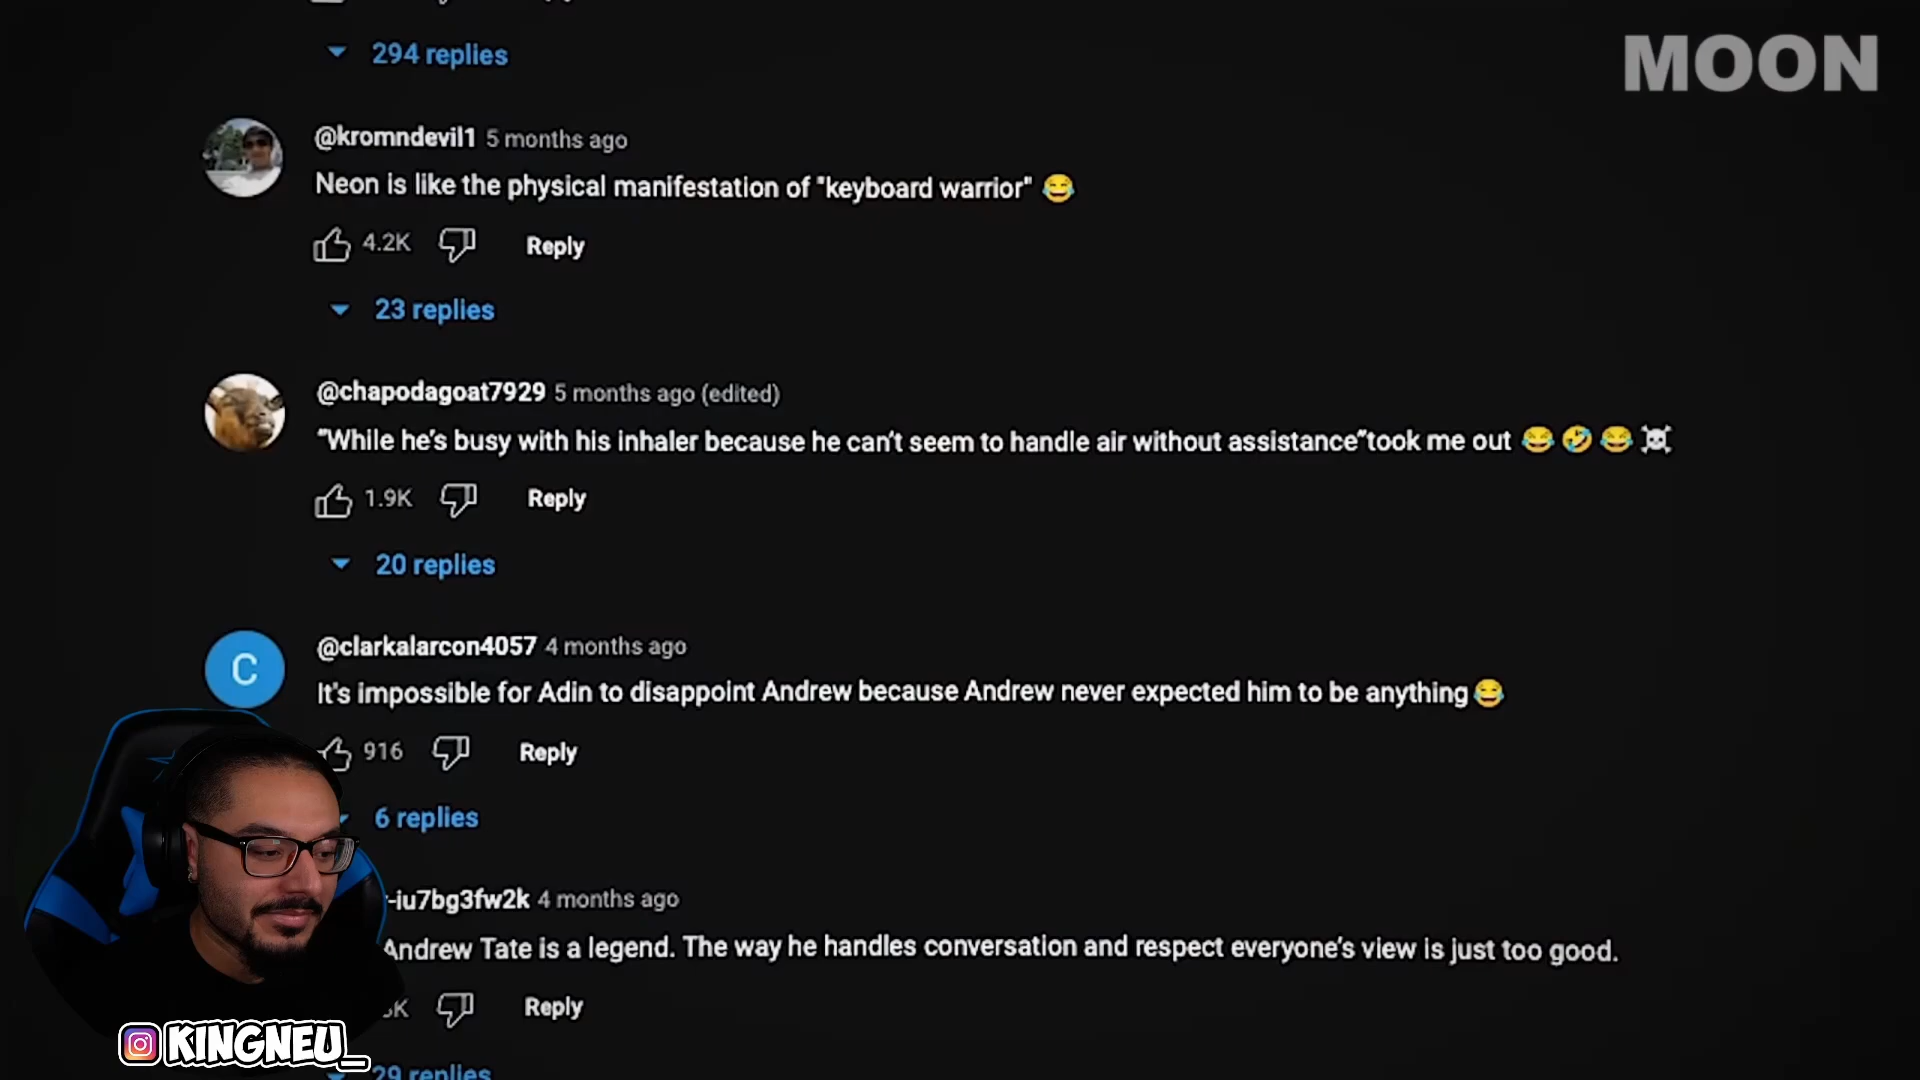 294 replies
MOON
@kromndevil1 5 months ago
Neon is like the physical manifestation of "keyboard warrior" 😂
4.2K Reply
23 replies
@chapodagoat7929 5 months ago (edited)
"While he's busy with his inhaler because he can't seem to handle air without assistance"took me out 😂🤣😂☠
1.9K Reply
20 replies
C
@clarkalarcon4057 4 months ago
It's impossible for Adin to disappoint Andrew because Andrew never expected him to be anything😂
916 Reply
6 replies
-iu7bg3fw2k 4 months ago
Andrew Tate is a legend. The way he handles conversation and respect everyone's view is just too good.
K Reply
KINGNEU_
29 replies